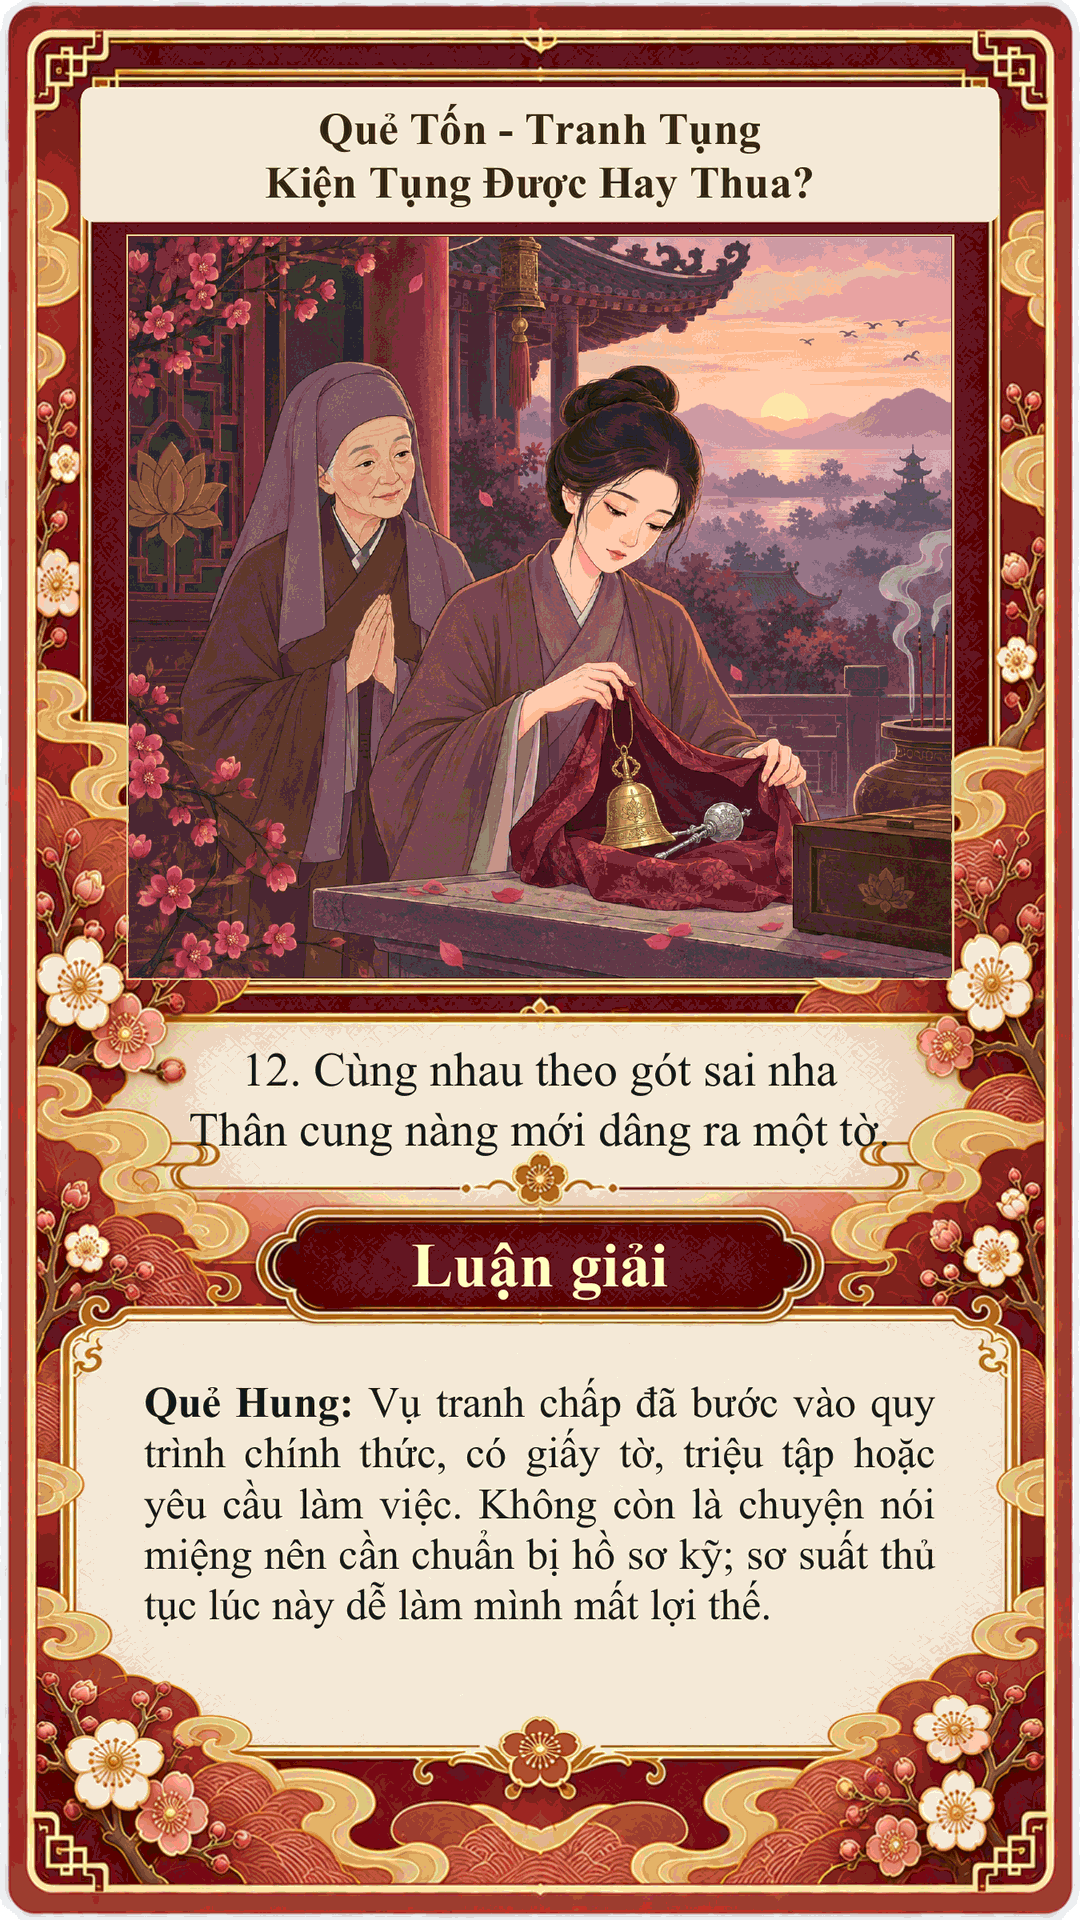 Quẻ Tốn - Tranh Tụng
Kiện Tụng Được Hay Thua?
12. Cùng nhau theo gót sai nha
Thân cung nàng mới dâng ra một tờ.
Luận giải
Quẻ Hung: Vụ tranh chấp đã bước vào quy
trình chính thức, có giấy tờ, triệu tập hoặc
yêu cầu làm việc. Không còn là chuyện nói
miệng nên cần chuẩn bị hồ sơ kỹ; sơ suất thủ
tục lúc này dễ làm mình mất lợi thế.